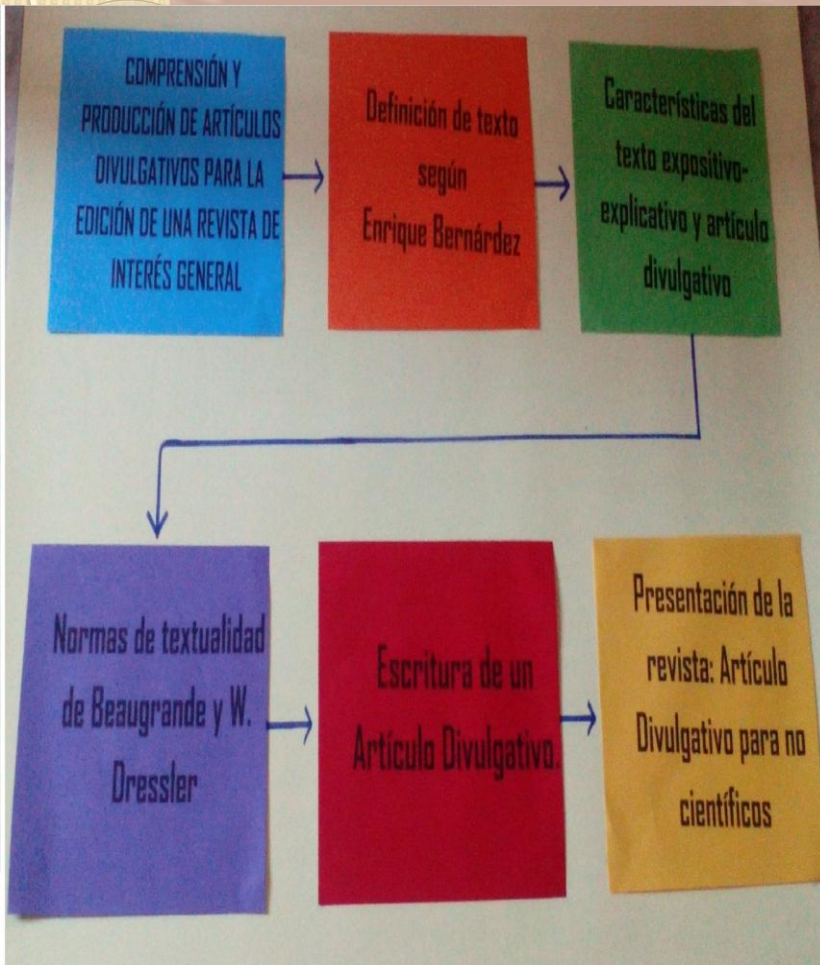 COMPRENSIÓN Y
PRODUCCIÓN DE ARTÍCULOS
DIVULGATIVOS PARA LA
EDICIÓN DE UNA REVISTA DE
INTERÉS GENERAL
Definición de texto
según
Enrique Bernárdez
Características del
texto expositivo-
explicativo y artículo
divulgativo
Normas de textualidad
de Beaugrande y W.
Dressler
Escritura de un
Artículo Divulgativo.
Presentación de la
revista: Artículo
Divulgativo para no
científicos